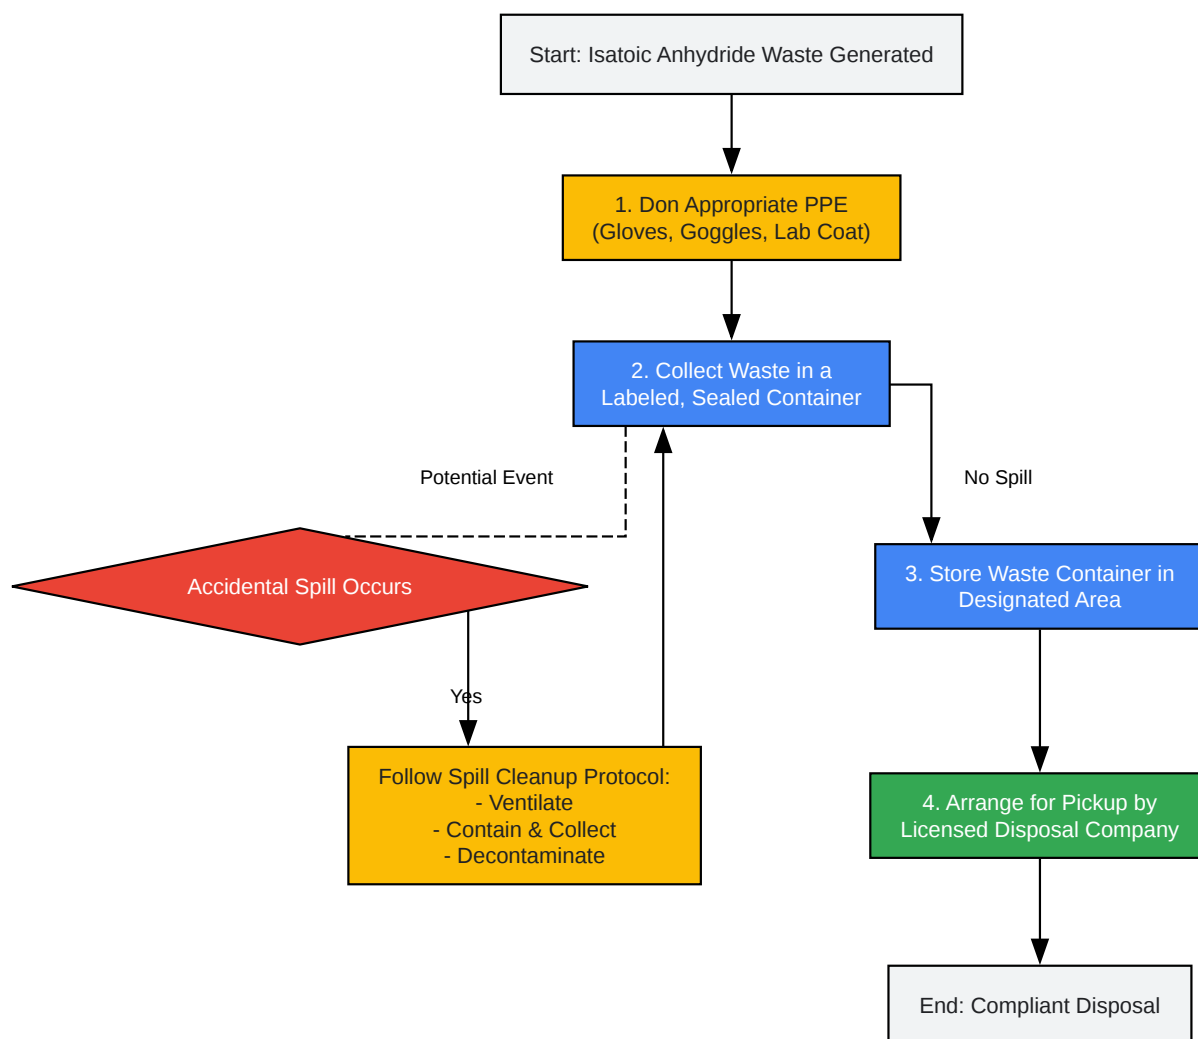 Start: Isatoic Anhydride Waste Generated
1. Don Appropriate PPE
(Gloves, Goggles, Lab Coat)
2. Collect Waste in a
Labeled, Sealed Container
Potential Event
No Spill
Accidental Spill Occurs
3. Store Waste Container in
Designated Area
Yes
Follow Spill Cleanup Protocol:
- Ventilate
- Contain & Collect
- Decontaminate
4. Arrange for Pickup by
Licensed Disposal Company
End: Compliant Disposal